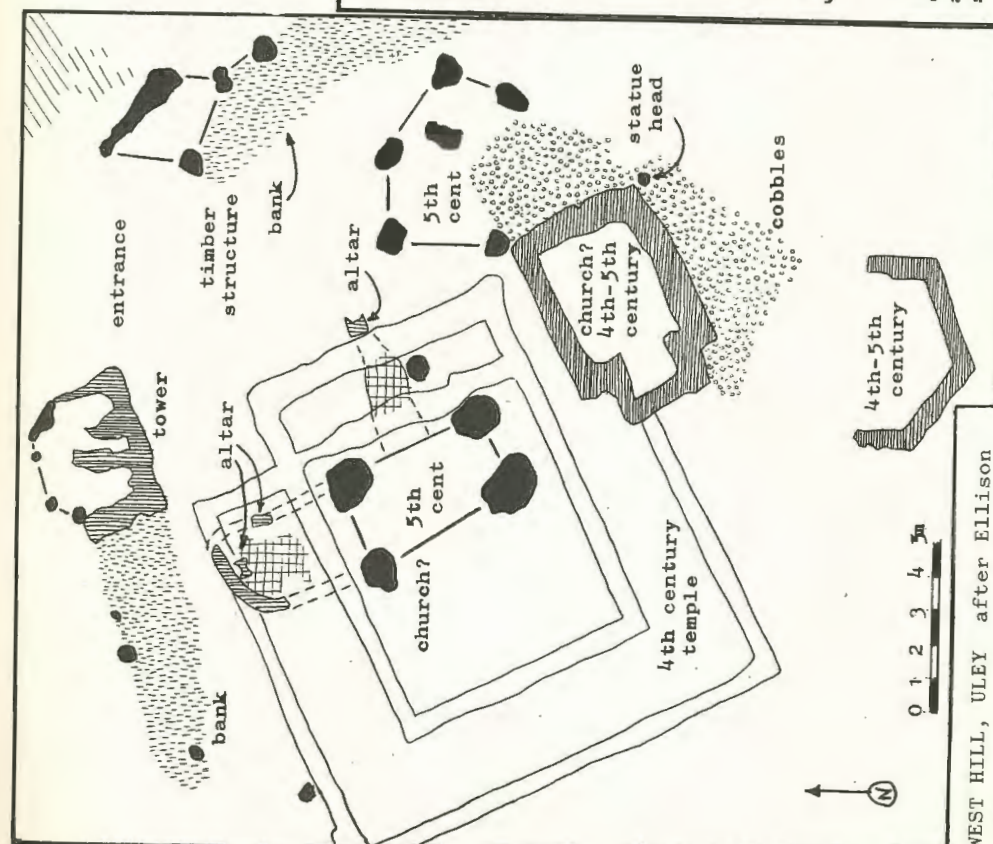 entrance
timber
structure
bank
tower
altar
altar
5th
cent
statue
head
cobbles
church?
4th-5th
century
5th
cent
church?
4th century
temple
bank
4th-5th
century
0 1 2 3 4 5m
N
WEST HILL, ULEY after Ellison